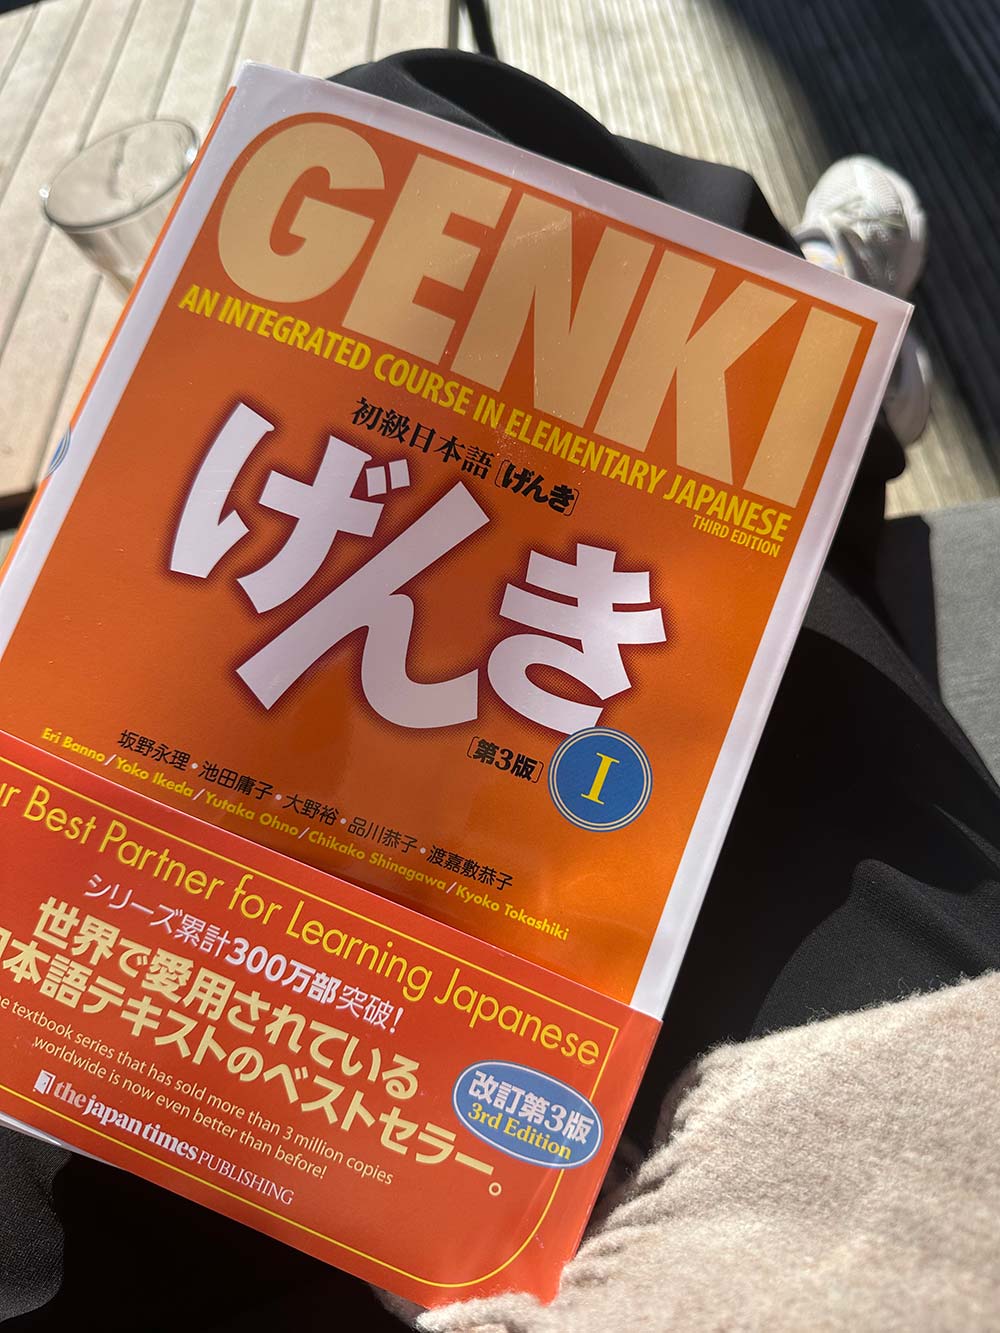 GENKI
AN INTEGRATED COURSE IN ELEMENTARY JAPANESE
THIRD EDITION
初級日本語［げんき］
げんき
［第3版］
I
坂野永理・池田庸子・大野裕・品川恭子・渡嘉敷恭子
Eri Banno/Yoko Ikeda/Yutaka Ohno/Chikako Shinagawa/Kyoko Tokashiki
Best Partner for Learning Japanese
シリーズ累計300万部突破!
世界で愛用されている
本語テキストのベストセラー。
textbook series that has sold more than 3 million copies
worldwide is now even better than before!
改訂第3版
3rd Edition
the japan times PUBLISHING